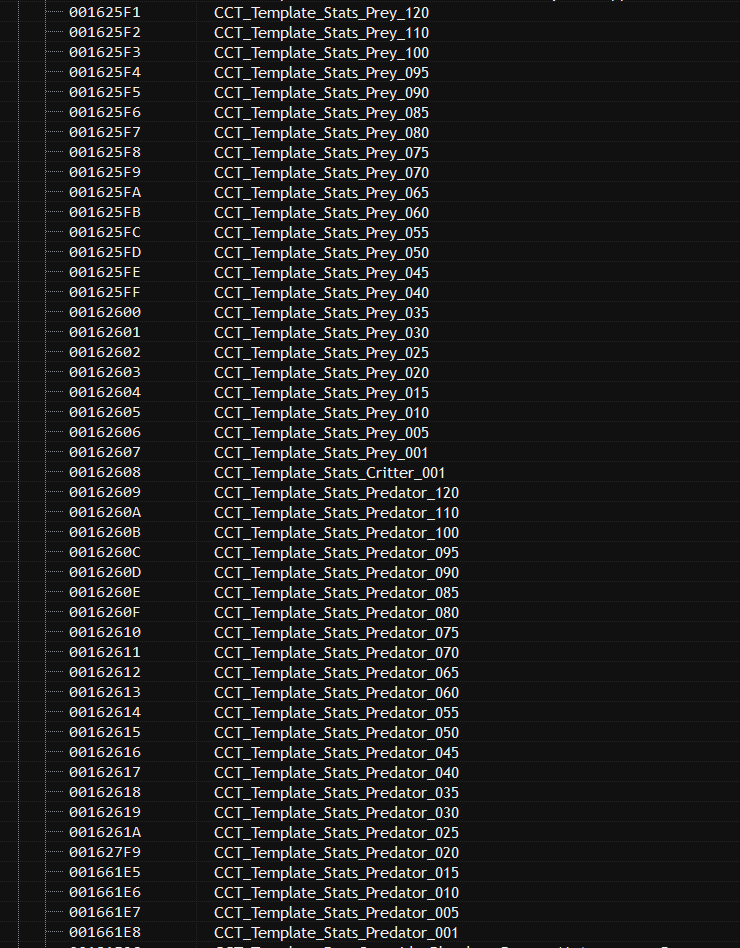 001625F1 CCT_Template_Stats_Prey_120
001625F2 CCT_Template_Stats_Prey_110
001625F3 CCT_Template_Stats_Prey_100
001625F4 CCT_Template_Stats_Prey_095
001625F5 CCT_Template_Stats_Prey_090
001625F6 CCT_Template_Stats_Prey_085
001625F7 CCT_Template_Stats_Prey_080
001625F8 CCT_Template_Stats_Prey_075
001625F9 CCT_Template_Stats_Prey_070
001625FA CCT_Template_Stats_Prey_065
001625FB CCT_Template_Stats_Prey_060
001625FC CCT_Template_Stats_Prey_055
001625FD CCT_Template_Stats_Prey_050
001625FE CCT_Template_Stats_Prey_045
001625FF CCT_Template_Stats_Prey_040
00162600 CCT_Template_Stats_Prey_035
00162601 CCT_Template_Stats_Prey_030
00162602 CCT_Template_Stats_Prey_025
00162603 CCT_Template_Stats_Prey_020
00162604 CCT_Template_Stats_Prey_015
00162605 CCT_Template_Stats_Prey_010
00162606 CCT_Template_Stats_Prey_005
00162607 CCT_Template_Stats_Prey_001
00162608 CCT_Template_Stats_Critter_001
00162609 CCT_Template_Stats_Predator_120
0016260A CCT_Template_Stats_Predator_110
0016260B CCT_Template_Stats_Predator_100
0016260C CCT_Template_Stats_Predator_095
0016260D CCT_Template_Stats_Predator_090
0016260E CCT_Template_Stats_Predator_085
0016260F CCT_Template_Stats_Predator_080
00162610 CCT_Template_Stats_Predator_075
00162611 CCT_Template_Stats_Predator_070
00162612 CCT_Template_Stats_Predator_065
00162613 CCT_Template_Stats_Predator_060
00162614 CCT_Template_Stats_Predator_055
00162615 CCT_Template_Stats_Predator_050
00162616 CCT_Template_Stats_Predator_045
00162617 CCT_Template_Stats_Predator_040
00162618 CCT_Template_Stats_Predator_035
00162619 CCT_Template_Stats_Predator_030
0016261A CCT_Template_Stats_Predator_025
001627F9 CCT_Template_Stats_Predator_020
001661E5 CCT_Template_Stats_Predator_015
001661E6 CCT_Template_Stats_Predator_010
001661E7 CCT_Template_Stats_Predator_005
001661E8 CCT_Template_Stats_Predator_001